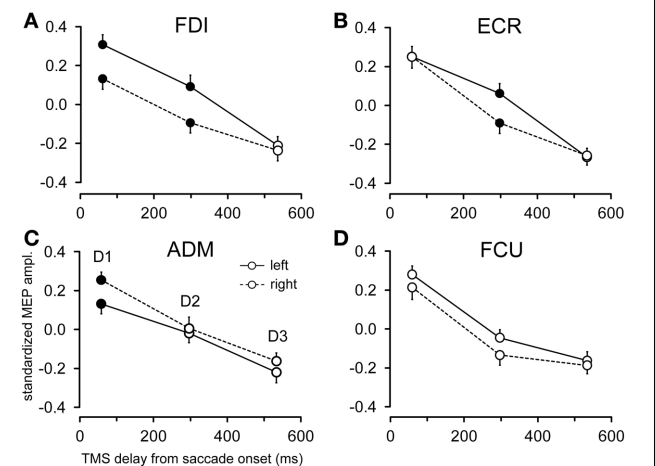 A FDI
0.4
0.2
0.0
-0.2
-0.4
0 200 400 600
B ECR
0.4
0.2
0.0
-0.2
-0.4
0 200 400 600
C ADM
D1
D2
D3
left
right
standardized MEP ampl.
0.4
0.2
0.0
-0.2
-0.4
0 200 400 600
TMS delay from saccade onset (ms)
D FCU
0.4
0.2
0.0
-0.2
-0.4
0 200 400 600